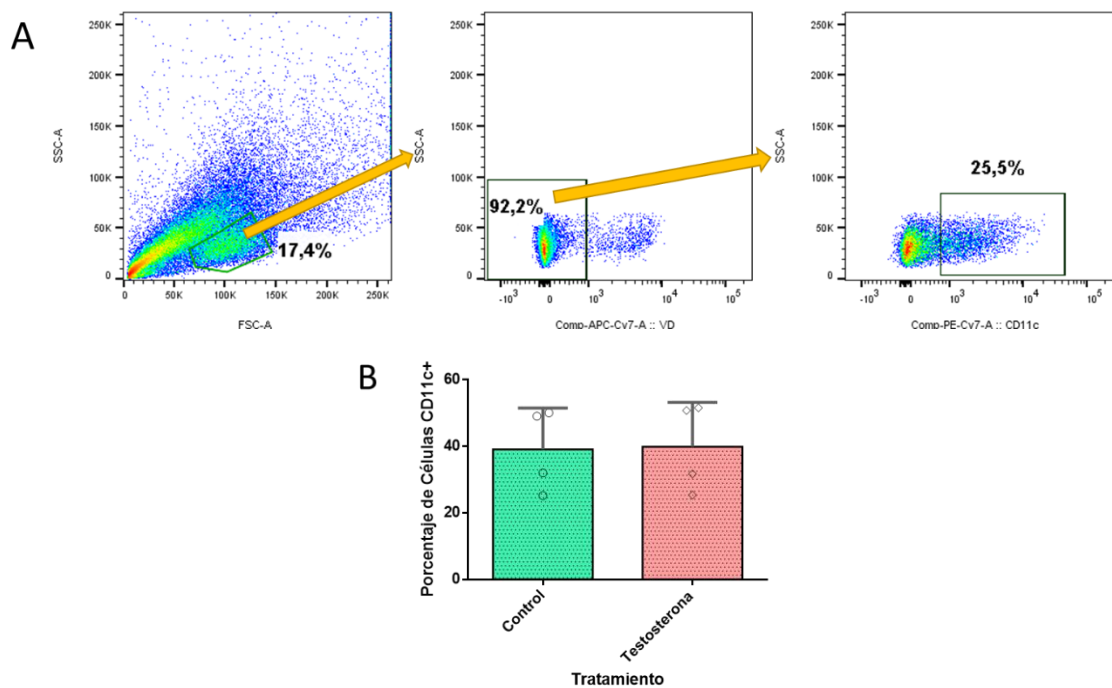 A
250K
200K
150K
100K
50K
0
SSC-A
17,4%
0 50K 100K 150K 200K 250K
FSC-A
250K
200K
150K
100K
50K
0
SSC-A
92,2%
-10³ 0 10³ 10⁴ 10⁵
Comp-APC-Cy7-A :: VD
250K
200K
150K
100K
50K
0
SSC-A
25,5%
-10³ 0 10³ 10⁴ 10⁵
Comp-PE-Cy7-A :: CD11c
B
60
40
20
0
Porcentaje de Células CD11c+
Control
Testosterona
Tratamiento